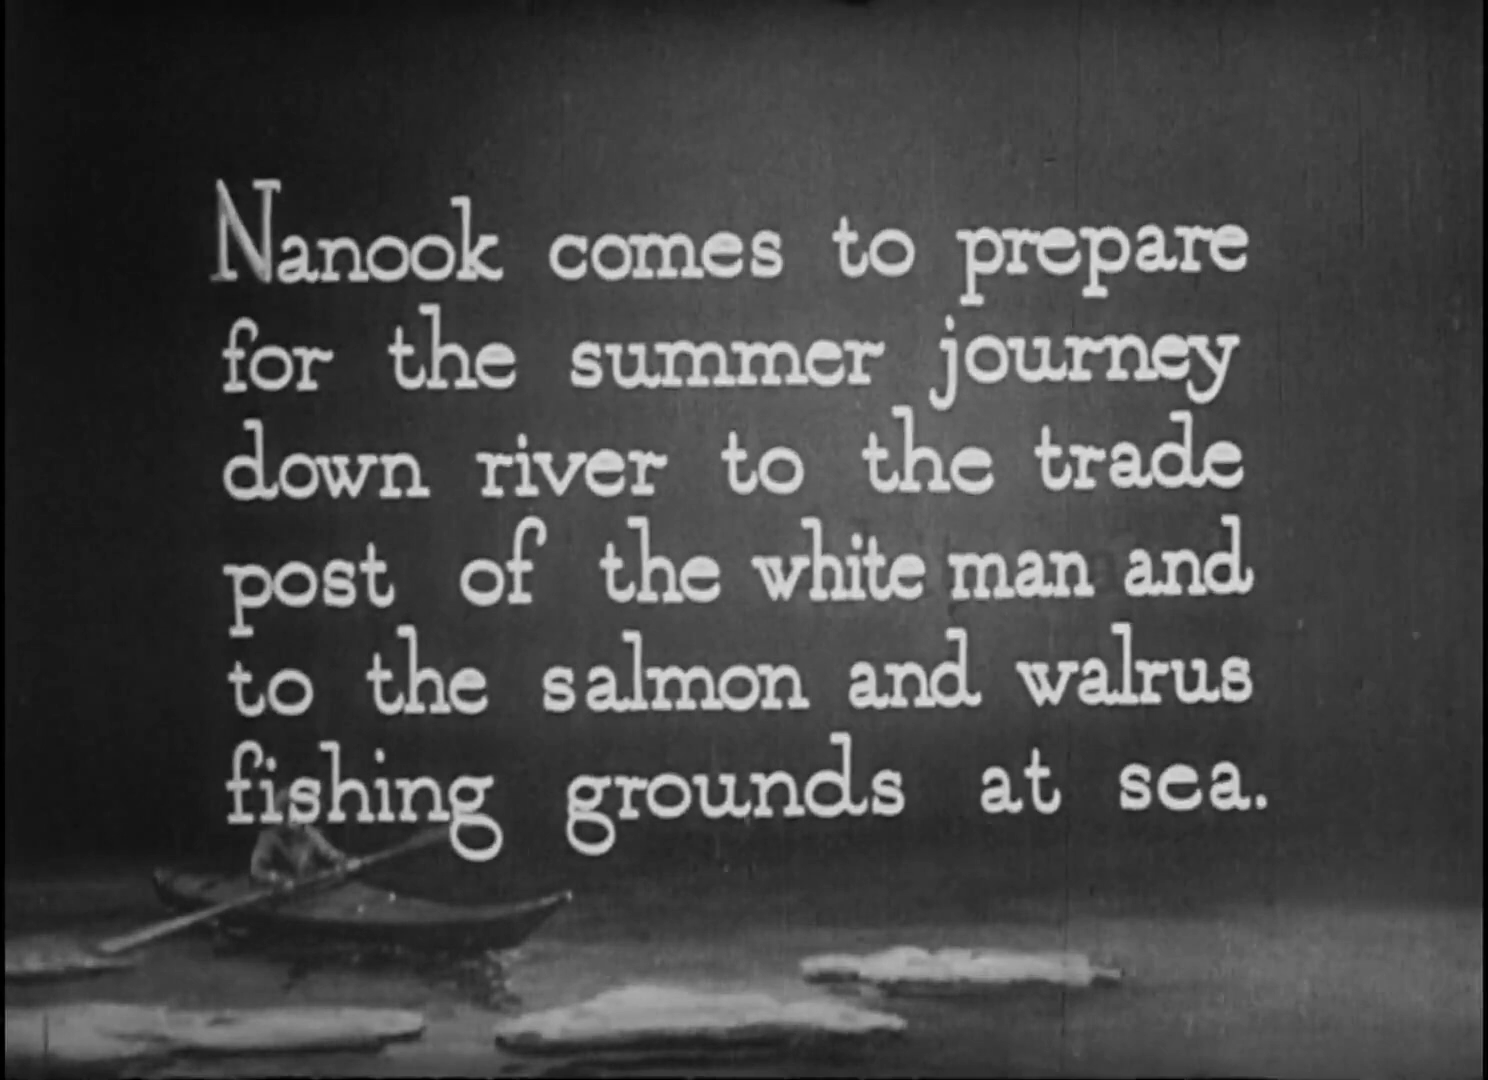 Nanook comes to prepare
for the summer journey
down river to the trade
post of the white man and
to the salmon and walrus
fishing grounds at sea.